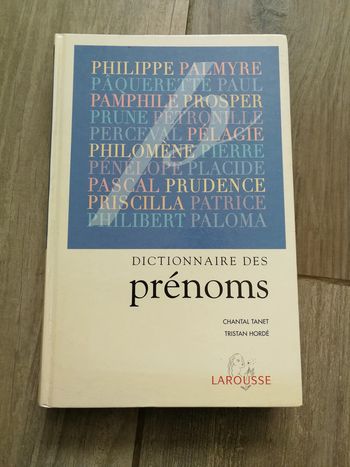 PHILIPPE PALMYRE
PÂQUERETTE PAUL
PAMPHILE PROSPER
PRUNE PETRONILLE
PERCEVAL PÉLAGIE
PHILOMÈNE PIERRE
PÉNÉLOPE PLACIDE
PASCAL PRUDENCE
PRISCILLA PATRICE
PHILIBERT PALOMA
DICTIONNAIRE DES
prénoms
CHANTAL TANET
TRISTAN HORDÉ
LAROUSSE